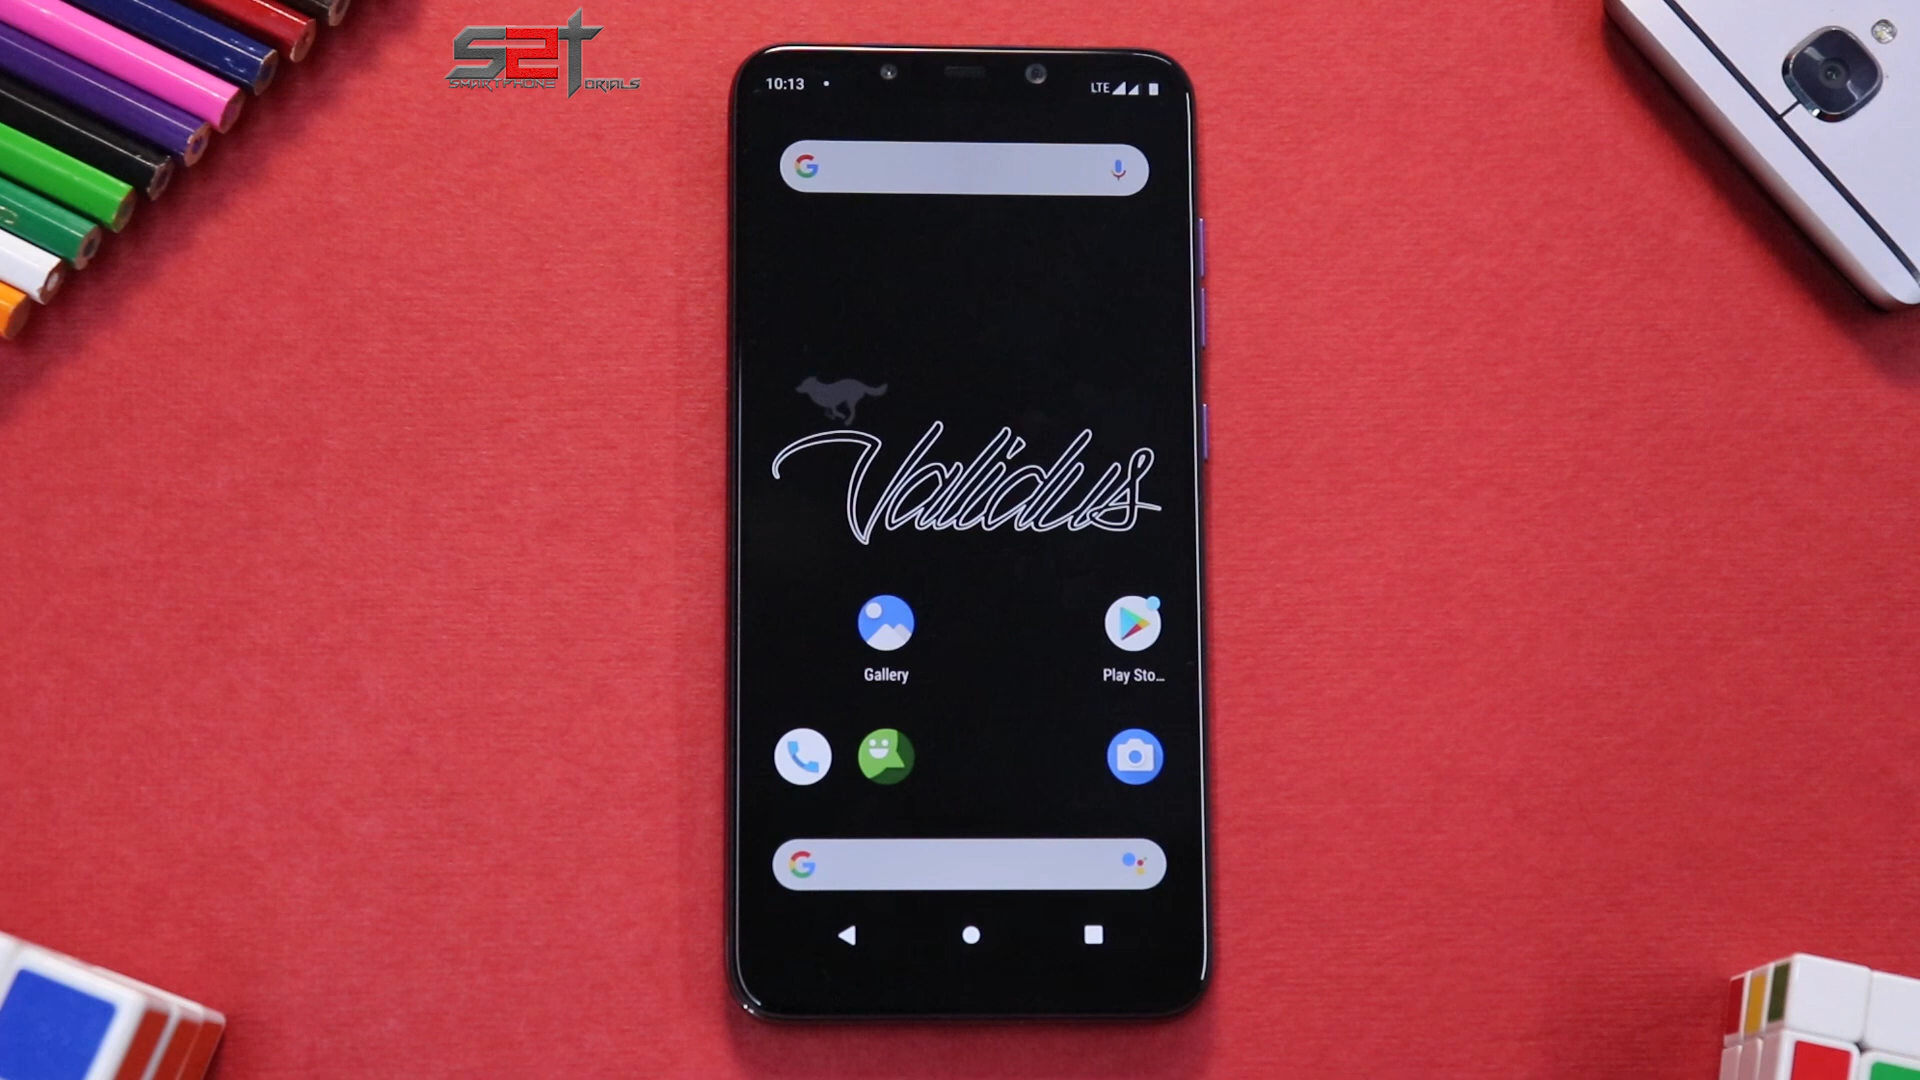 S2T
SMARTPHONE TORIALS
10:13
LTE
Validus
Gallery
Play Sto...